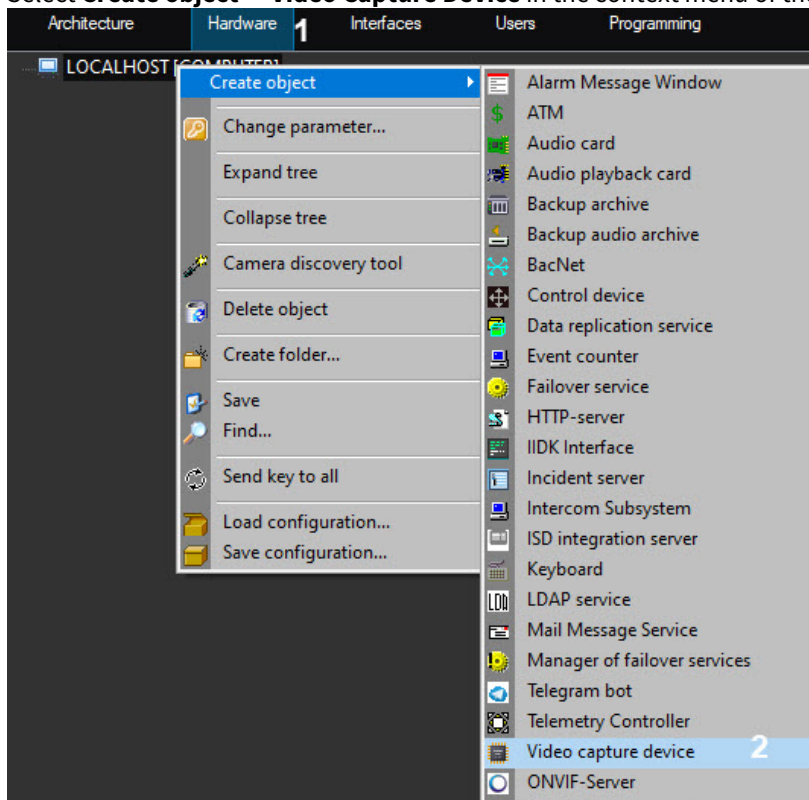 Select Create object – Video Capture Device in the context menu of the
Architecture Hardware 1 Interfaces Users Programming
LOCALHOST [COMPUTER]
Create object
Change parameter...
Expand tree
Collapse tree
Camera discovery tool
Delete object
Create folder...
Save
Find...
Send key to all
Load configuration...
Save configuration...
Alarm Message Window
ATM
Audio card
Audio playback card
Backup archive
Backup audio archive
BacNet
Control device
Data replication service
Event counter
Failover service
HTTP-server
IIDK Interface
Incident server
Intercom Subsystem
ISD integration server
Keyboard
LDAP service
Mail Message Service
Manager of failover services
Telegram bot
Telemetry Controller
Video capture device 2
ONVIF-Server